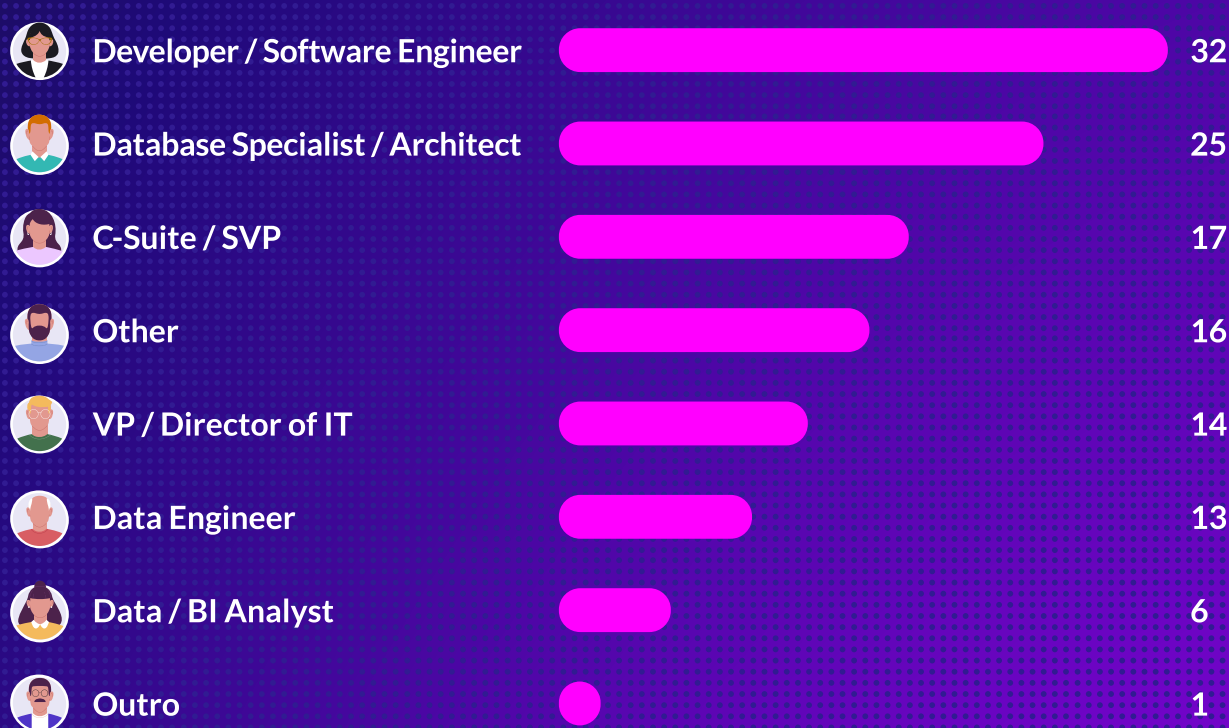 Developer / Software Engineer 32
Database Specialist / Architect 25
C-Suite / SVP 17
Other 16
VP / Director of IT 14
Data Engineer 13
Data / BI Analyst 6
Outro 1